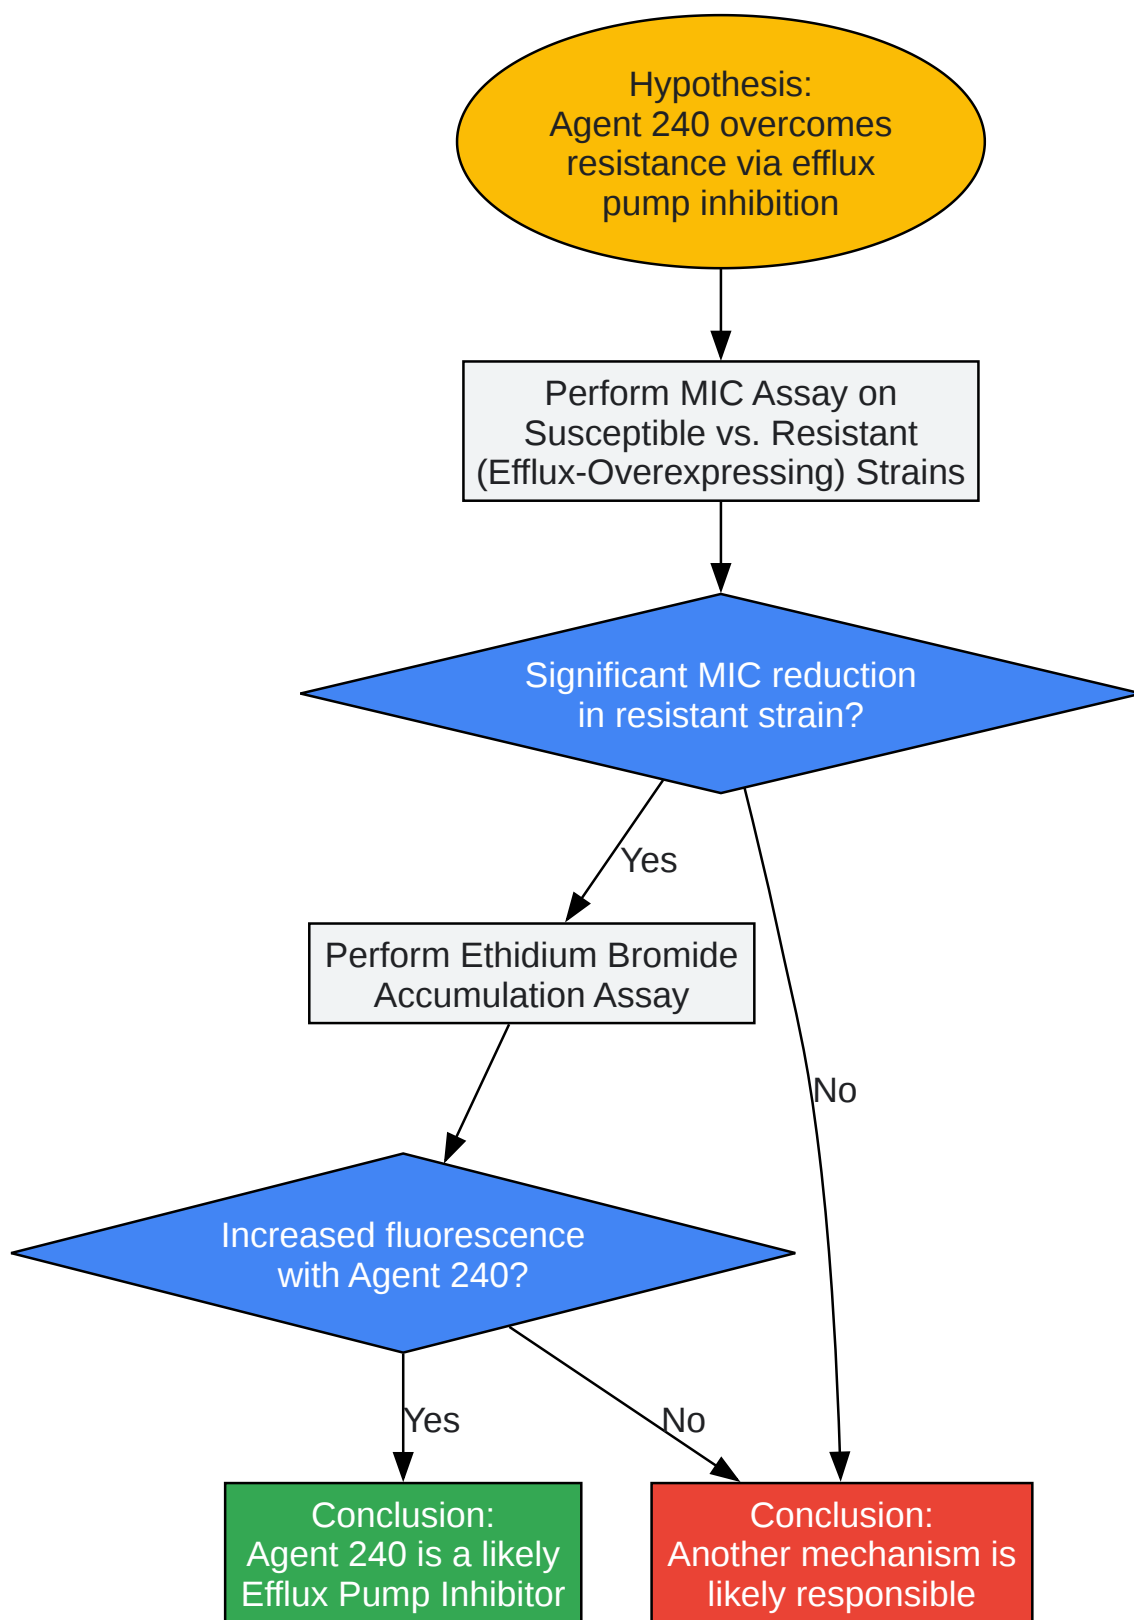 Hypothesis:
Agent 240 overcomes
resistance via efflux
pump inhibition
Perform MIC Assay on
Susceptible vs. Resistant
(Efflux-Overexpressing) Strains
Significant MIC reduction
in resistant strain?
Yes
Perform Ethidium Bromide
Accumulation Assay
No
Increased fluorescence
with Agent 240?
Yes
No
Conclusion:
Agent 240 is a likely
Efflux Pump Inhibitor
Conclusion:
Another mechanism is
likely responsible